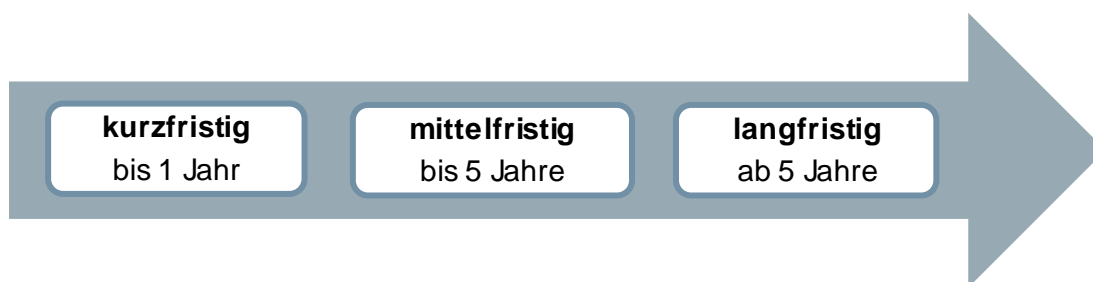 kurzfristig
bis 1 Jahr
mittelfristig
bis 5 Jahre
langfristig
ab 5 Jahre